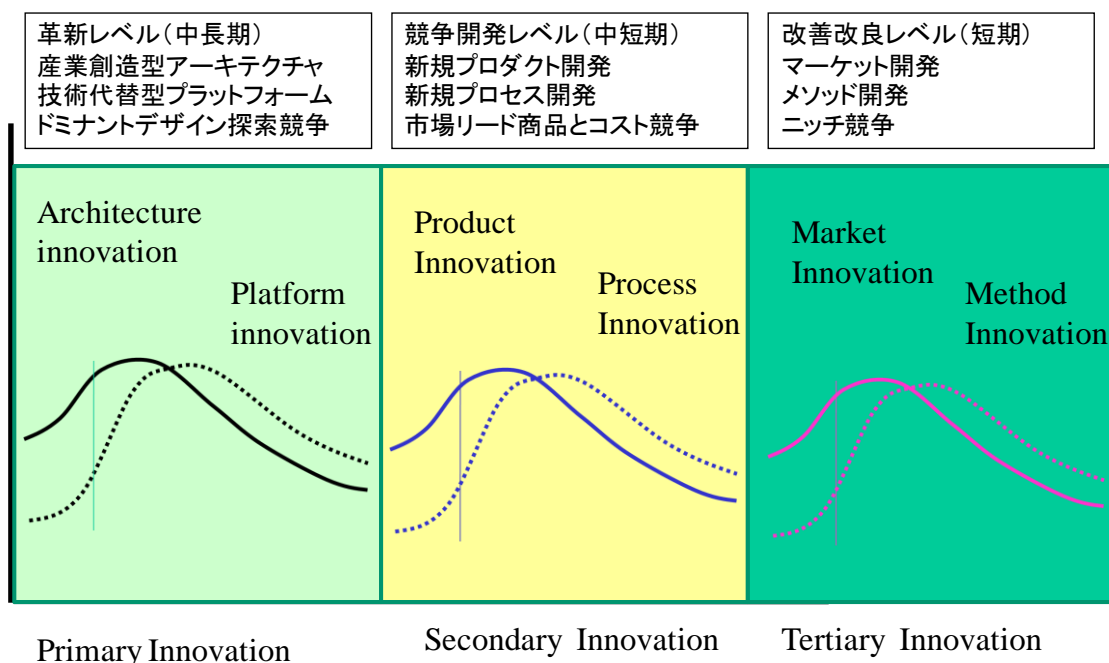 革新レベル（中長期）
産業創造型アーキテクチャ
技術代替型プラットフォーム
ドミナントデザイン探索競争
競争開発レベル（中短期）
新規プロダクト開発
新規プロセス開発
市場リード商品とコスト競争
改善改良レベル（短期）
マーケット開発
メソッド開発
ニッチ競争
Architecture
innovation
Platform
innovation
Product
Innovation
Process
Innovation
Market
Innovation
Method
Innovation
Primary Innovation
Secondary Innovation
Tertiary Innovation